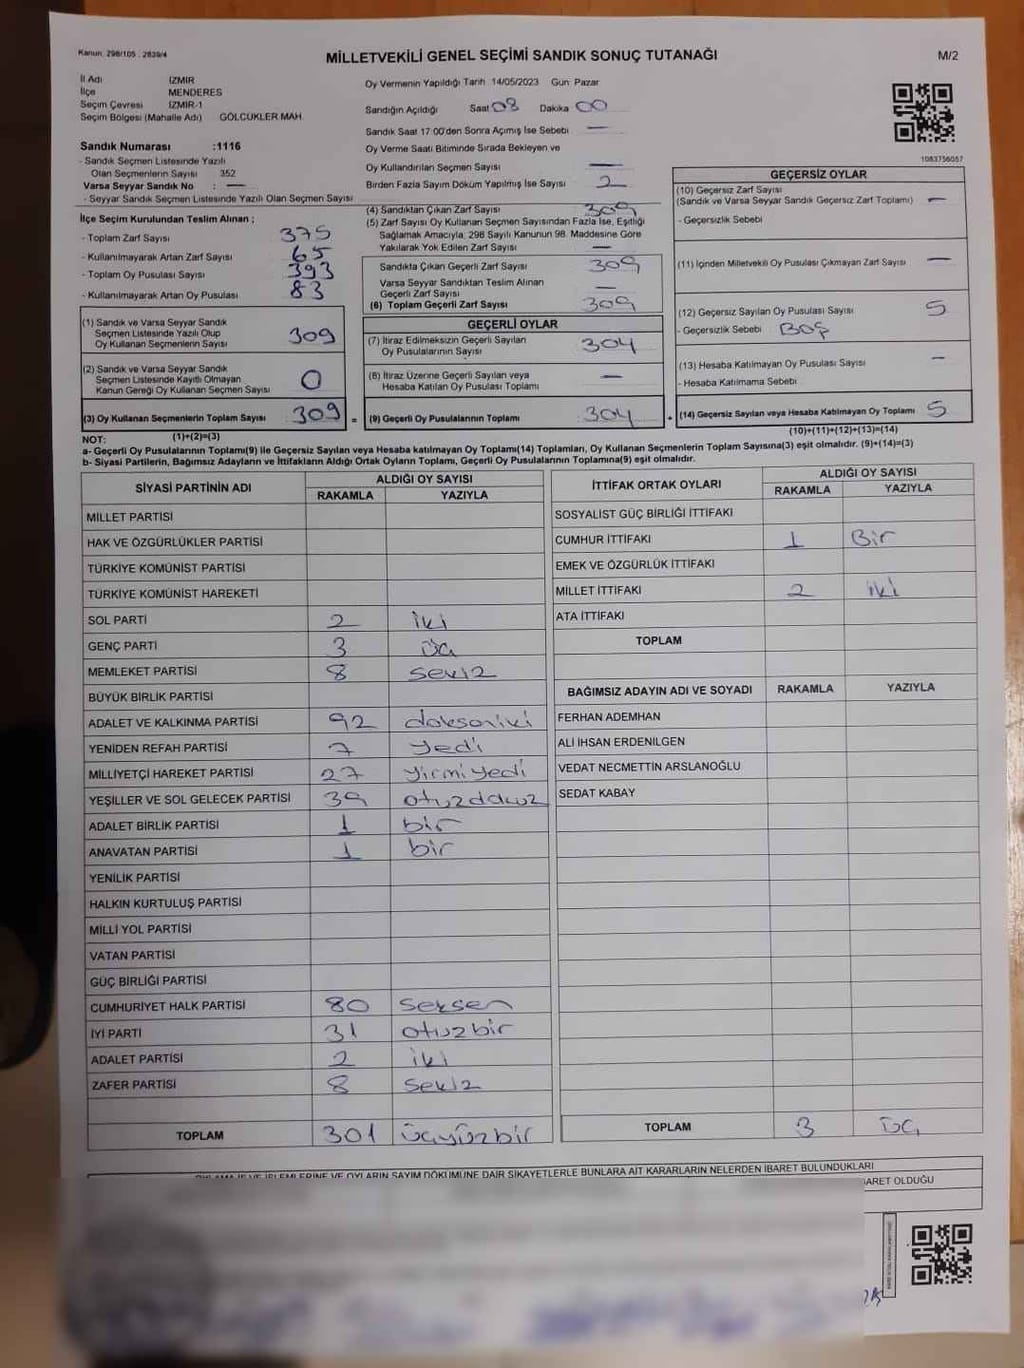 Kanun: 298/105 ; 2839/4
MİLLETVEKİLİ GENEL SEÇİMİ SANDIK SONUÇ TUTANAĞI
M/2
İl Adı İZMİR
İlçe MENDERES
Seçim Çevresi İZMİR-1
Seçim Bölgesi (Mahalle Adı) GÖLCÜKLER MAH.
Oy Vermenin Yapıldığı Tarih 14/05/2023 Gün: Pazar
Sandığın Açıldığı Saat 08 Dakika 00
Sandık Saat 17:00'den Sonra Açımış İse Sebebi —
Oy Verme Saati Bitiminde Sırada Bekleyen ve
Oy Kullandırılan Seçmen Sayısı —
Birden Fazla Sayım Döküm Yapılmış İse Sayısı 2
1083756057
Sandık Numarası :1116
- Sandık Seçmen Listesinde Yazılı
Olan Seçmenlerin Sayısı 352
Varsa Seyyar Sandık No : —
- Seyyar Sandık Seçmen Listesinde Yazılı Olan Seçmen Sayısı
İlçe Seçim Kurulundan Teslim Alınan ;
- Toplam Zarf Sayısı 375
- Kullanılmayarak Artan Zarf Sayısı 65
- Toplam Oy Pusulası Sayısı 393
- Kullanılmayarak Artan Oy Pusulası 83
(1) Sandık ve Varsa Seyyar Sandık
Seçmen Listesinde Yazılı Olup
Oy Kullanan Seçmenlerin Sayısı 309
(2) Sandık ve Varsa Seyyar Sandık
Seçmen Listesinde Kayıtlı Olmayan
Kanun Gereği Oy Kullanan Seçmen Sayısı 0
(3) Oy Kullanan Seçmenlerin Toplam Sayısı 309 =
(1)+(2)=(3)
(4) Sandıktan Çıkan Zarf Sayısı 309
(5) Zarf Sayısı Oy Kullanan Seçmen Sayısından Fazla İse, Eşitliği
Sağlamak Amacıyla, 298 Sayılı Kanunun 98. Maddesine Göre
Yakılarak Yok Edilen Zarf Sayısı —
Sandıkta Çıkan Geçerli Zarf Sayısı 309
Varsa Seyyar Sandıktan Teslim Alınan
Geçerli Zarf Sayısı —
(6) Toplam Geçerli Zarf Sayısı 309
GEÇERLİ OYLAR
(7) İtiraz Edilmeksizin Geçerli Sayılan
Oy Pusulalarının Sayısı 304
(8) İtiraz Üzerine Geçerli Sayılan veya
Hesaba Katılan Oy Pusulası Toplamı —
(9) Geçerli Oy Pusulalarının Toplamı 304 +
GEÇERSİZ OYLAR
(10) Geçersiz Zarf Sayısı
(Sandık ve Varsa Seyyar Sandık Geçersiz Zarf Toplamı) —
- Geçersizlik Sebebi
(11) İçinden Milletvekili Oy Pusulası Çıkmayan Zarf Sayısı —
(12) Geçersiz Sayılan Oy Pusulası Sayısı 5
- Geçersizlik Sebebi BOŞ
(13) Hesaba Katılmayan Oy Pusulası Sayısı —
- Hesaba Katılmama Sebebi
(14) Geçersiz Sayılan veya Hesaba Katılmayan Oy Toplamı 5
(10)+(11)+(12)+(13)=(14)
NOT:
a- Geçerli Oy Pusulalarının Toplamı(9) ile Geçersiz Sayılan veya Hesaba katılmayan Oy Toplamı(14) Toplamları, Oy Kullanan Seçmenlerin Toplam Sayısına(3) eşit olmalıdır. (9)+(14)=(3)
b- Siyasi Partilerin, Bağımsız Adayların ve İttifakların Aldığı Ortak Oyların Toplamı, Geçerli Oy Pusulalarının Toplamına(9) eşit olmalıdır.
SİYASİ PARTİNİN ADI ALDIĞI OY SAYISI
RAKAMLA YAZIYLA
MİLLET PARTİSİ
HAK VE ÖZGÜRLÜKLER PARTİSİ
TÜRKİYE KOMÜNİST PARTİSİ
TÜRKİYE KOMÜNİST HAREKETİ
SOL PARTİ 2 iki
GENÇ PARTİ 3 üç
MEMLEKET PARTİSİ 8 sekiz
BÜYÜK BİRLİK PARTİSİ
ADALET VE KALKINMA PARTİSİ 92 doksaniki
YENİDEN REFAH PARTİSİ 7 yedi
MİLLİYETÇİ HAREKET PARTİSİ 27 yirmiyedi
YEŞİLLER VE SOL GELECEK PARTİSİ 39 otuzdokuz
ADALET BİRLİK PARTİSİ 1 bir
ANAVATAN PARTİSİ 1 bir
YENİLİK PARTİSİ
HALKIN KURTULUŞ PARTİSİ
MİLLİ YOL PARTİSİ
VATAN PARTİSİ
GÜÇ BİRLİĞİ PARTİSİ
CUMHURİYET HALK PARTİSİ 80 seksen
İYİ PARTİ 31 otuzbir
ADALET PARTİSİ 2 iki
ZAFER PARTİSİ 8 sekiz
TOPLAM 301 üçyüzbir
İTTİFAK ORTAK OYLARI ALDIĞI OY SAYISI
RAKAMLA YAZIYLA
SOSYALİST GÜÇ BİRLİĞİ İTTİFAKI
CUMHUR İTTİFAKI 1 Bir
EMEK VE ÖZGÜRLÜK İTTİFAKI
MİLLET İTTİFAKI 2 iki
ATA İTTİFAKI
TOPLAM
BAĞIMSIZ ADAYIN ADI VE SOYADI RAKAMLA YAZIYLA
FERHAN ADEMHAN
ALİ İHSAN ERDENİLGEN
VEDAT NECMETTİN ARSLANOĞLU
SEDAT KABAY
TOPLAM 3 üç
İŞLEMLERİNE VE OYLARIN SAYIM DÖKÜMÜNE DAİR ŞİKAYETLERLE BUNLARA AİT KARARLARIN NELERDEN İBARET BULUNDUKLARI
İBARET OLDUĞU